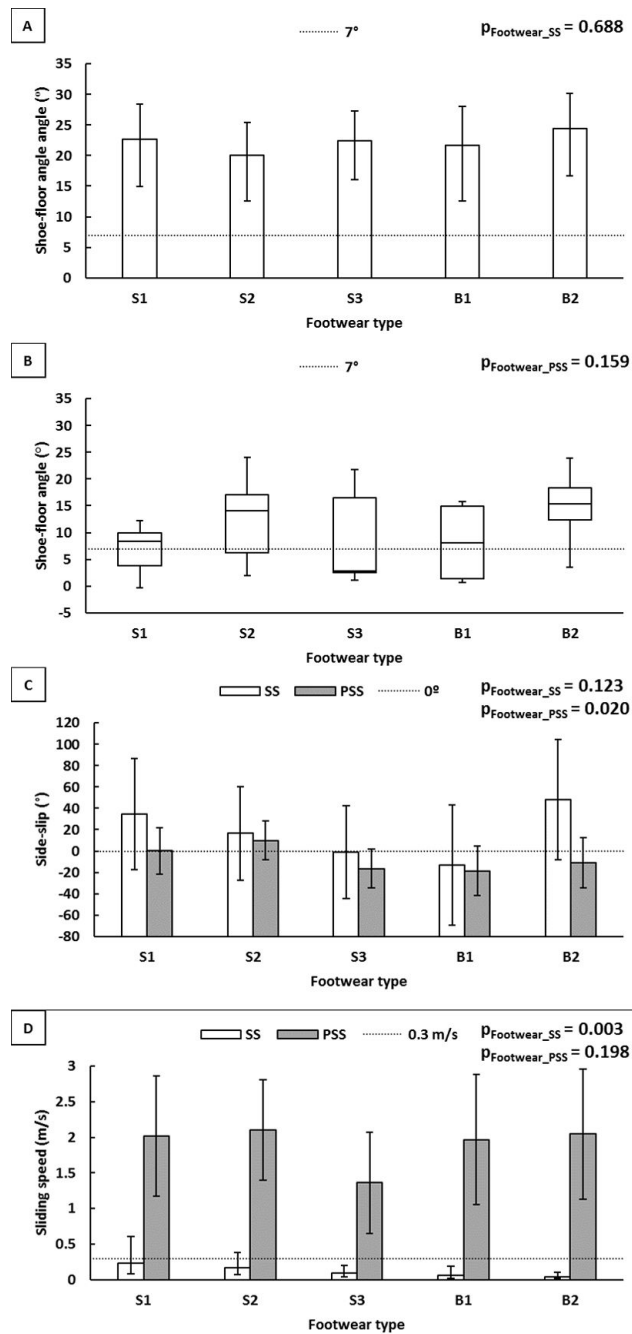 A
7°
pFootwear_SS = 0.688
Shoe-floor angle angle (°)
35
30
25
20
15
10
5
0
S1 S2 S3 B1 B2
Footwear type
B
7°
pFootwear_PSS = 0.159
Shoe-floor angle (°)
35
30
25
20
15
10
5
0
-5
S1 S2 S3 B1 B2
Footwear type
C
SS PSS 0º
pFootwear_SS = 0.123
pFootwear_PSS = 0.020
Side-slip (°)
120
100
80
60
40
20
0
-20
-40
-60
-80
S1 S2 S3 B1 B2
Footwear type
D
SS PSS 0.3 m/s
pFootwear_SS = 0.003
pFootwear_PSS = 0.198
Sliding speed (m/s)
3
2.5
2
1.5
1
0.5
0
S1 S2 S3 B1 B2
Footwear type